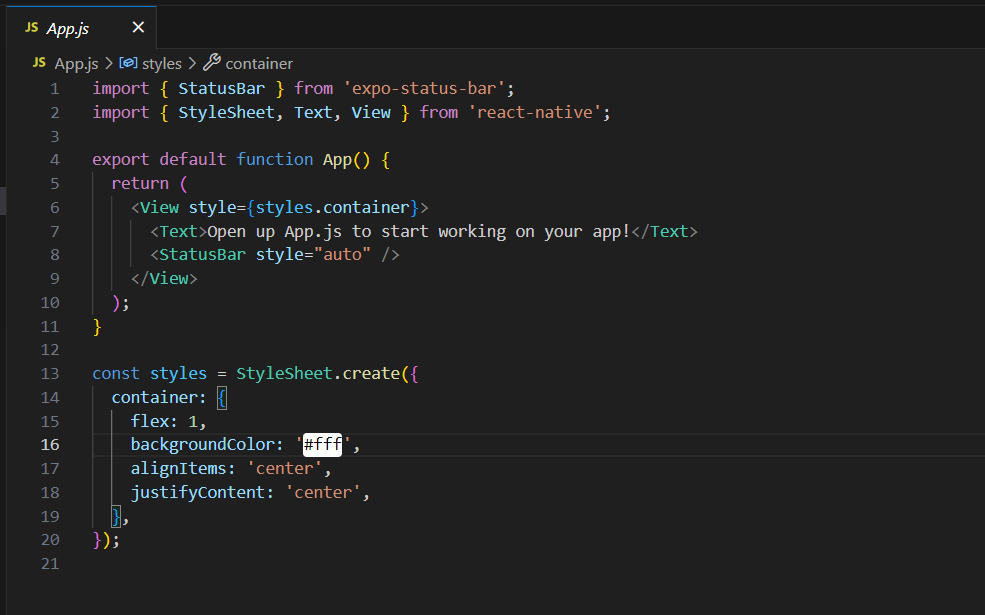 JS App.js
JS App.js > styles > container
1 import { StatusBar } from 'expo-status-bar';
2 import { StyleSheet, Text, View } from 'react-native';
3
4 export default function App() {
5   return (
6     <View style={styles.container}>
7       <Text>Open up App.js to start working on your app!</Text>
8       <StatusBar style="auto" />
9     </View>
10   );
11 }
12
13 const styles = StyleSheet.create({
14   container: {
15     flex: 1,
16     backgroundColor: '#fff',
17     alignItems: 'center',
18     justifyContent: 'center',
19   },
20 });
21